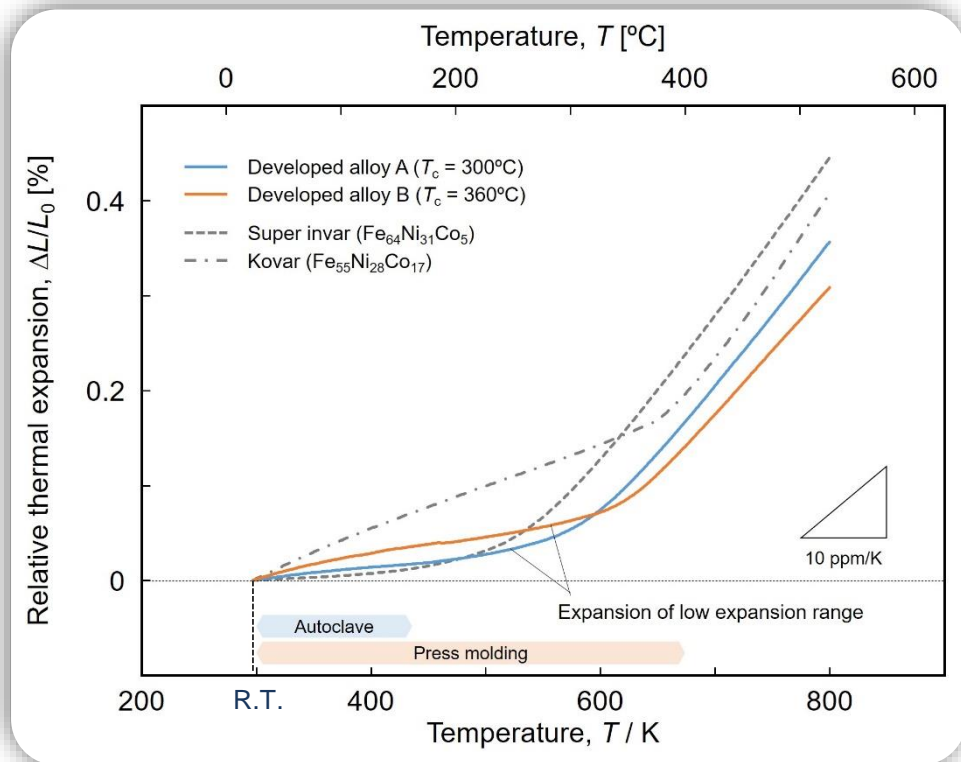 Temperature, T [ºC]
0 200 400 600
Relative thermal expansion, ΔL/L₀ [%]
0.4
0.2
0
Developed alloy A (Tc = 300ºC)
Developed alloy B (Tc = 360ºC)
Super invar (Fe₆₄Ni₃₁Co₅)
Kovar (Fe₅₅Ni₂₈Co₁₇)
10 ppm/K
Expansion of low expansion range
Autoclave
Press molding
200 R.T. 400 600 800
Temperature, T / K